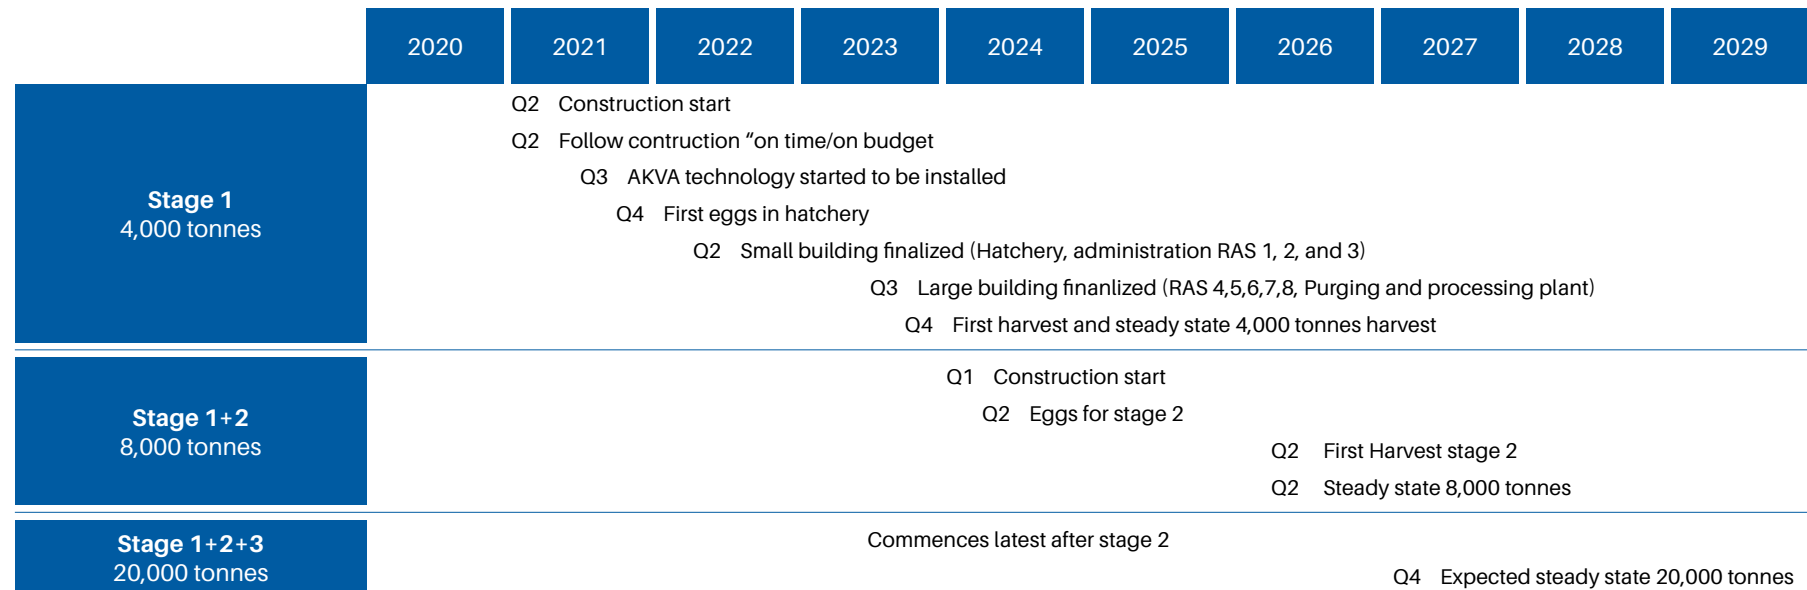 2020 2021 2022 2023 2024 2025 2026 2027 2028 2029
Stage 1
4,000 tonnes
Q2 Construction start
Q2 Follow contruction “on time/on budget
Q3 AKVA technology started to be installed
Q4 First eggs in hatchery
Q2 Small building finalized (Hatchery, administration RAS 1, 2, and 3)
Q3 Large building finanlized (RAS 4,5,6,7,8, Purging and processing plant)
Q4 First harvest and steady state 4,000 tonnes harvest
Stage 1+2
8,000 tonnes
Q1 Construction start
Q2 Eggs for stage 2
Q2 First Harvest stage 2
Q2 Steady state 8,000 tonnes
Stage 1+2+3
20,000 tonnes
Commences latest after stage 2
Q4 Expected steady state 20,000 tonnes